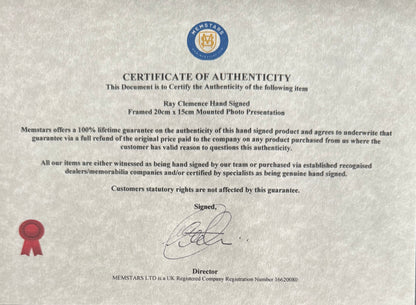 MEMSTARS
CERTIFICATE OF AUTHENTICITY
This Document is to Certify the Authenticity of the following item
Ray Clemence Hand Signed
Framed 20cm x 15cm Mounted Photo Presentation
Memstars offers a 100% lifetime guarantee on the authenticity of this hand signed product and agrees to underwrite that
guarantee via a full refund of the original price paid to the company on any product purchased from us where the
customer has valid reason to questions this authenticity.
All our items are either witnessed as being hand signed by our team or purchased via established recogaised
dealers/memorabilia companies and/or certified by specialists as being genuine hand signed.
Customers statutory rights are not affected by this guarantee.
Signed,
Director
MEMSTARS LTD is a UK Registered Company Registration Number 16620080